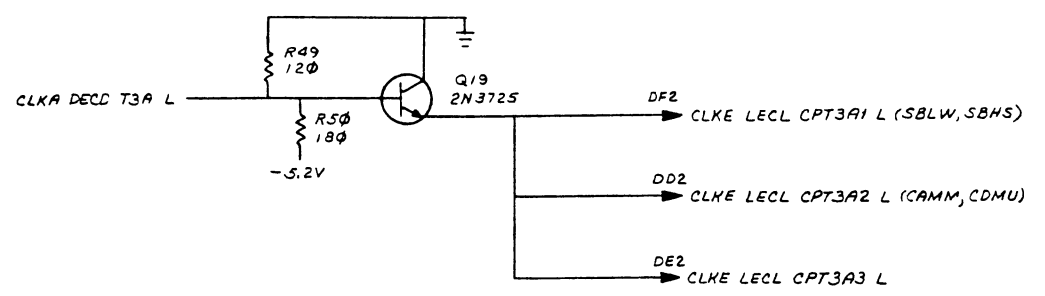 R49
12Ø
Q19
2N3725
CLKA DECD T3A L
DF2
CLKE LECL CPT3A1 L (SBLW, SBHS)
R5Ø
18Ø
-5.2V
DD2
CLKE LECL CPT3A2 L (CAMM, CDMU)
DE2
CLKE LECL CPT3A3 L